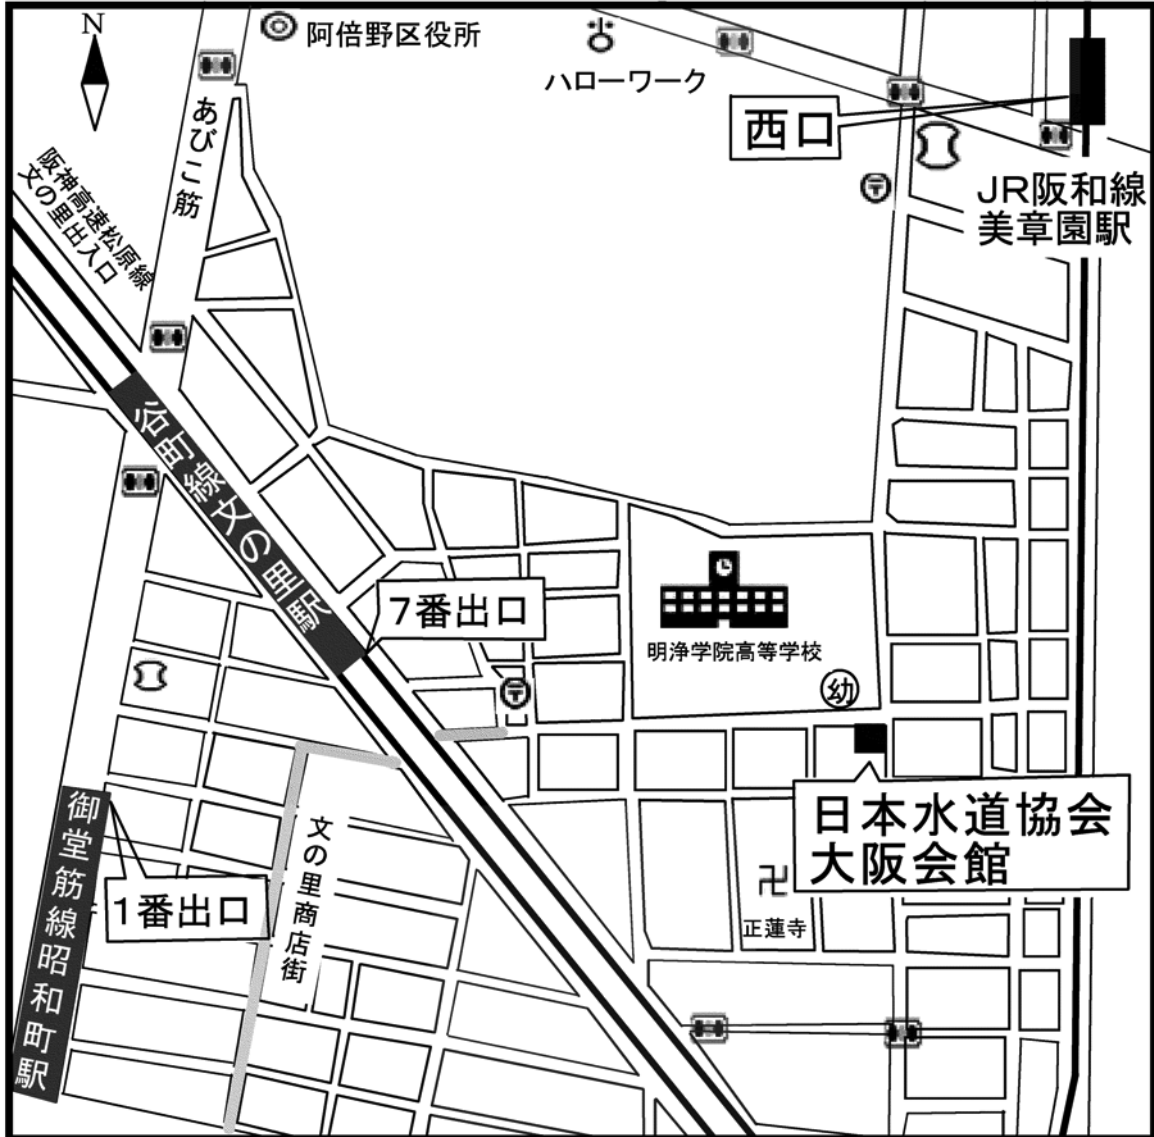 N
阿倍野区役所
ハローワーク
あびこ筋
西口
JR阪和線
美章園駅
阪神高速松原線
文の里出入口
谷町線文の里駅
7番出口
明浄学院高等学校
幼
日本水道協会
大阪会館
御堂筋線昭和町駅
1番出口
文の里商店街
卍
正蓮寺